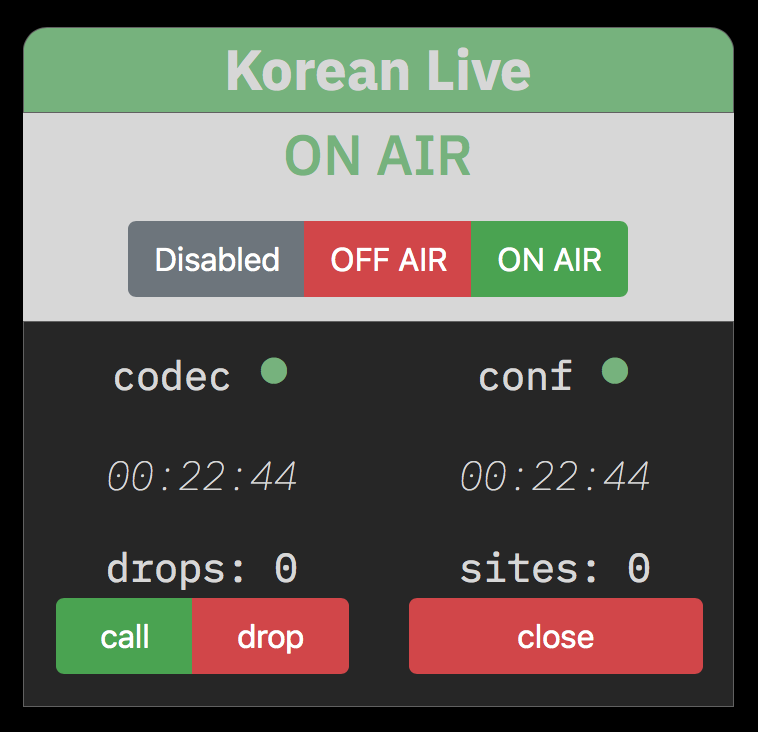 Korean Live
ON AIR
Disabled OFF AIR ON AIR
codec conf
00:22:44 00:22:44
drops: 0 sites: 0
call drop close